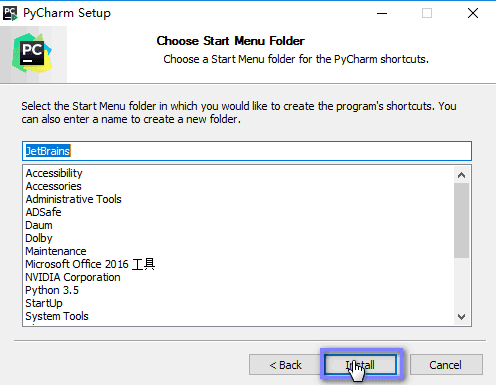 PyCharm Setup
PC
Choose Start Menu Folder
Choose a Start Menu folder for the PyCharm shortcuts.
Select the Start Menu folder in which you would like to create the program's shortcuts. You
can also enter a name to create a new folder.
JetBrains
Accessibility
Accessories
Administrative Tools
ADSafe
Daum
Dolby
Maintenance
Microsoft Office 2016 工具
NVIDIA Corporation
Python 3.5
StartUp
System Tools
< Back
Install
Cancel